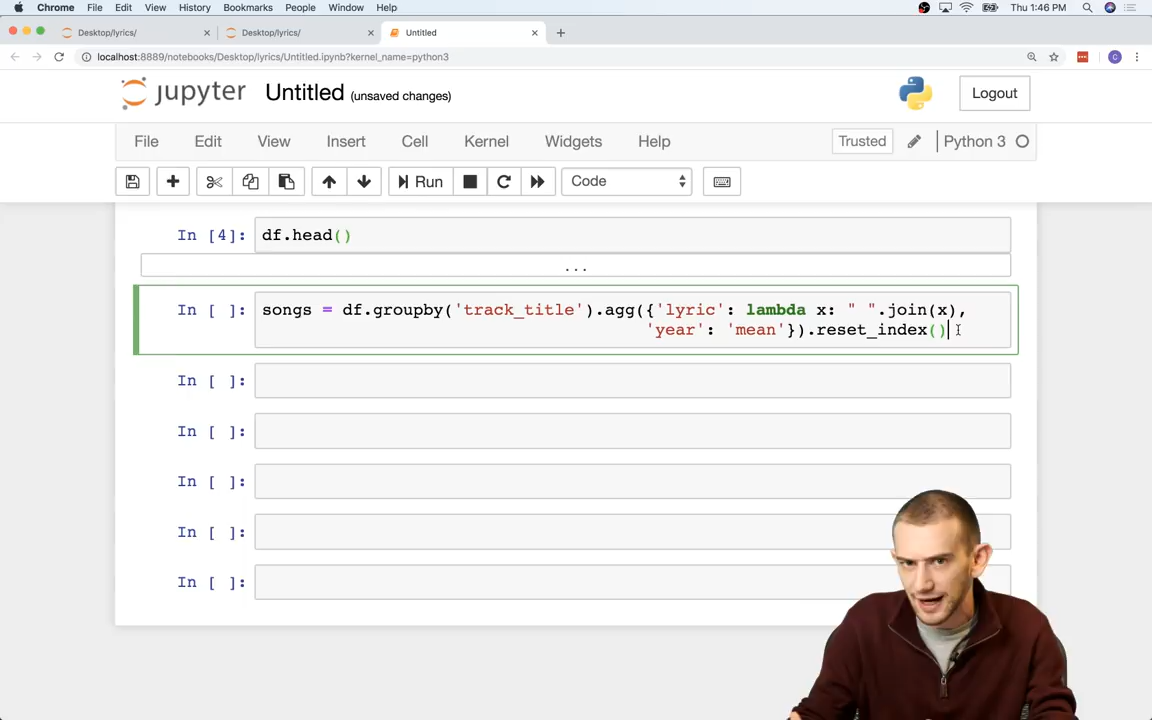 Chrome File Edit View History Bookmarks People Window Help Thu 1:46 PM
Desktop/lyrics/ Desktop/lyrics/ Untitled
localhost:8889/notebooks/Desktop/lyrics/Untitled.ipynb?kernel_name=python3
jupyter Untitled (unsaved changes) Logout
File Edit View Insert Cell Kernel Widgets Help Trusted Python 3
Run Code
In [4]: df.head()
...
In [ ]: songs = df.groupby('track_title').agg({'lyric': lambda x: " ".join(x),
'year': 'mean'}).reset_index()
In [ ]:
In [ ]:
In [ ]:
In [ ]:
In [ ]: